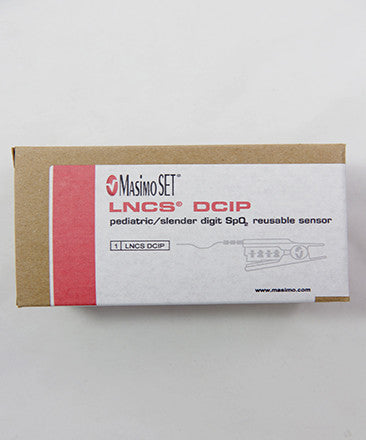 Masimo SET
LNCS® DCIP
pediatric/slender digit SpO₂ reusable sensor
1 LNCS DCIP
www.masimo.com